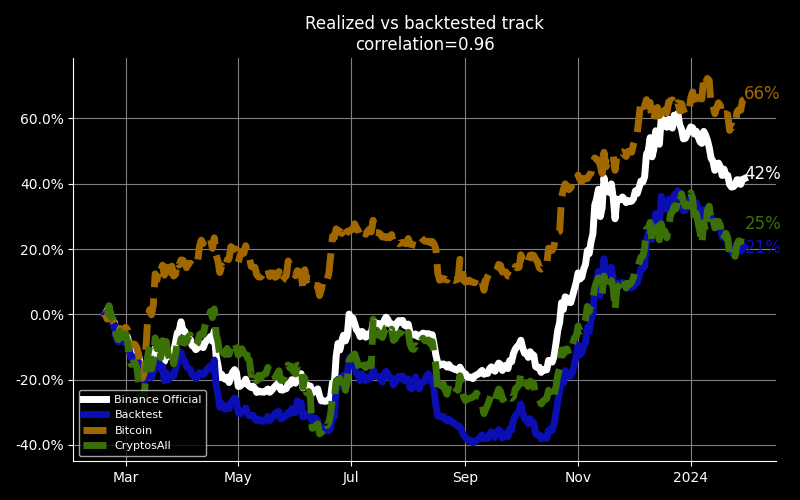 Realized vs backtested track
correlation=0.96
60.0%
40.0%
20.0%
0.0%
-20.0%
-40.0%
66%
42%
25%
21%
Binance Official
Backtest
Bitcoin
CryptosAll
Mar
May
Jul
Sep
Nov
2024